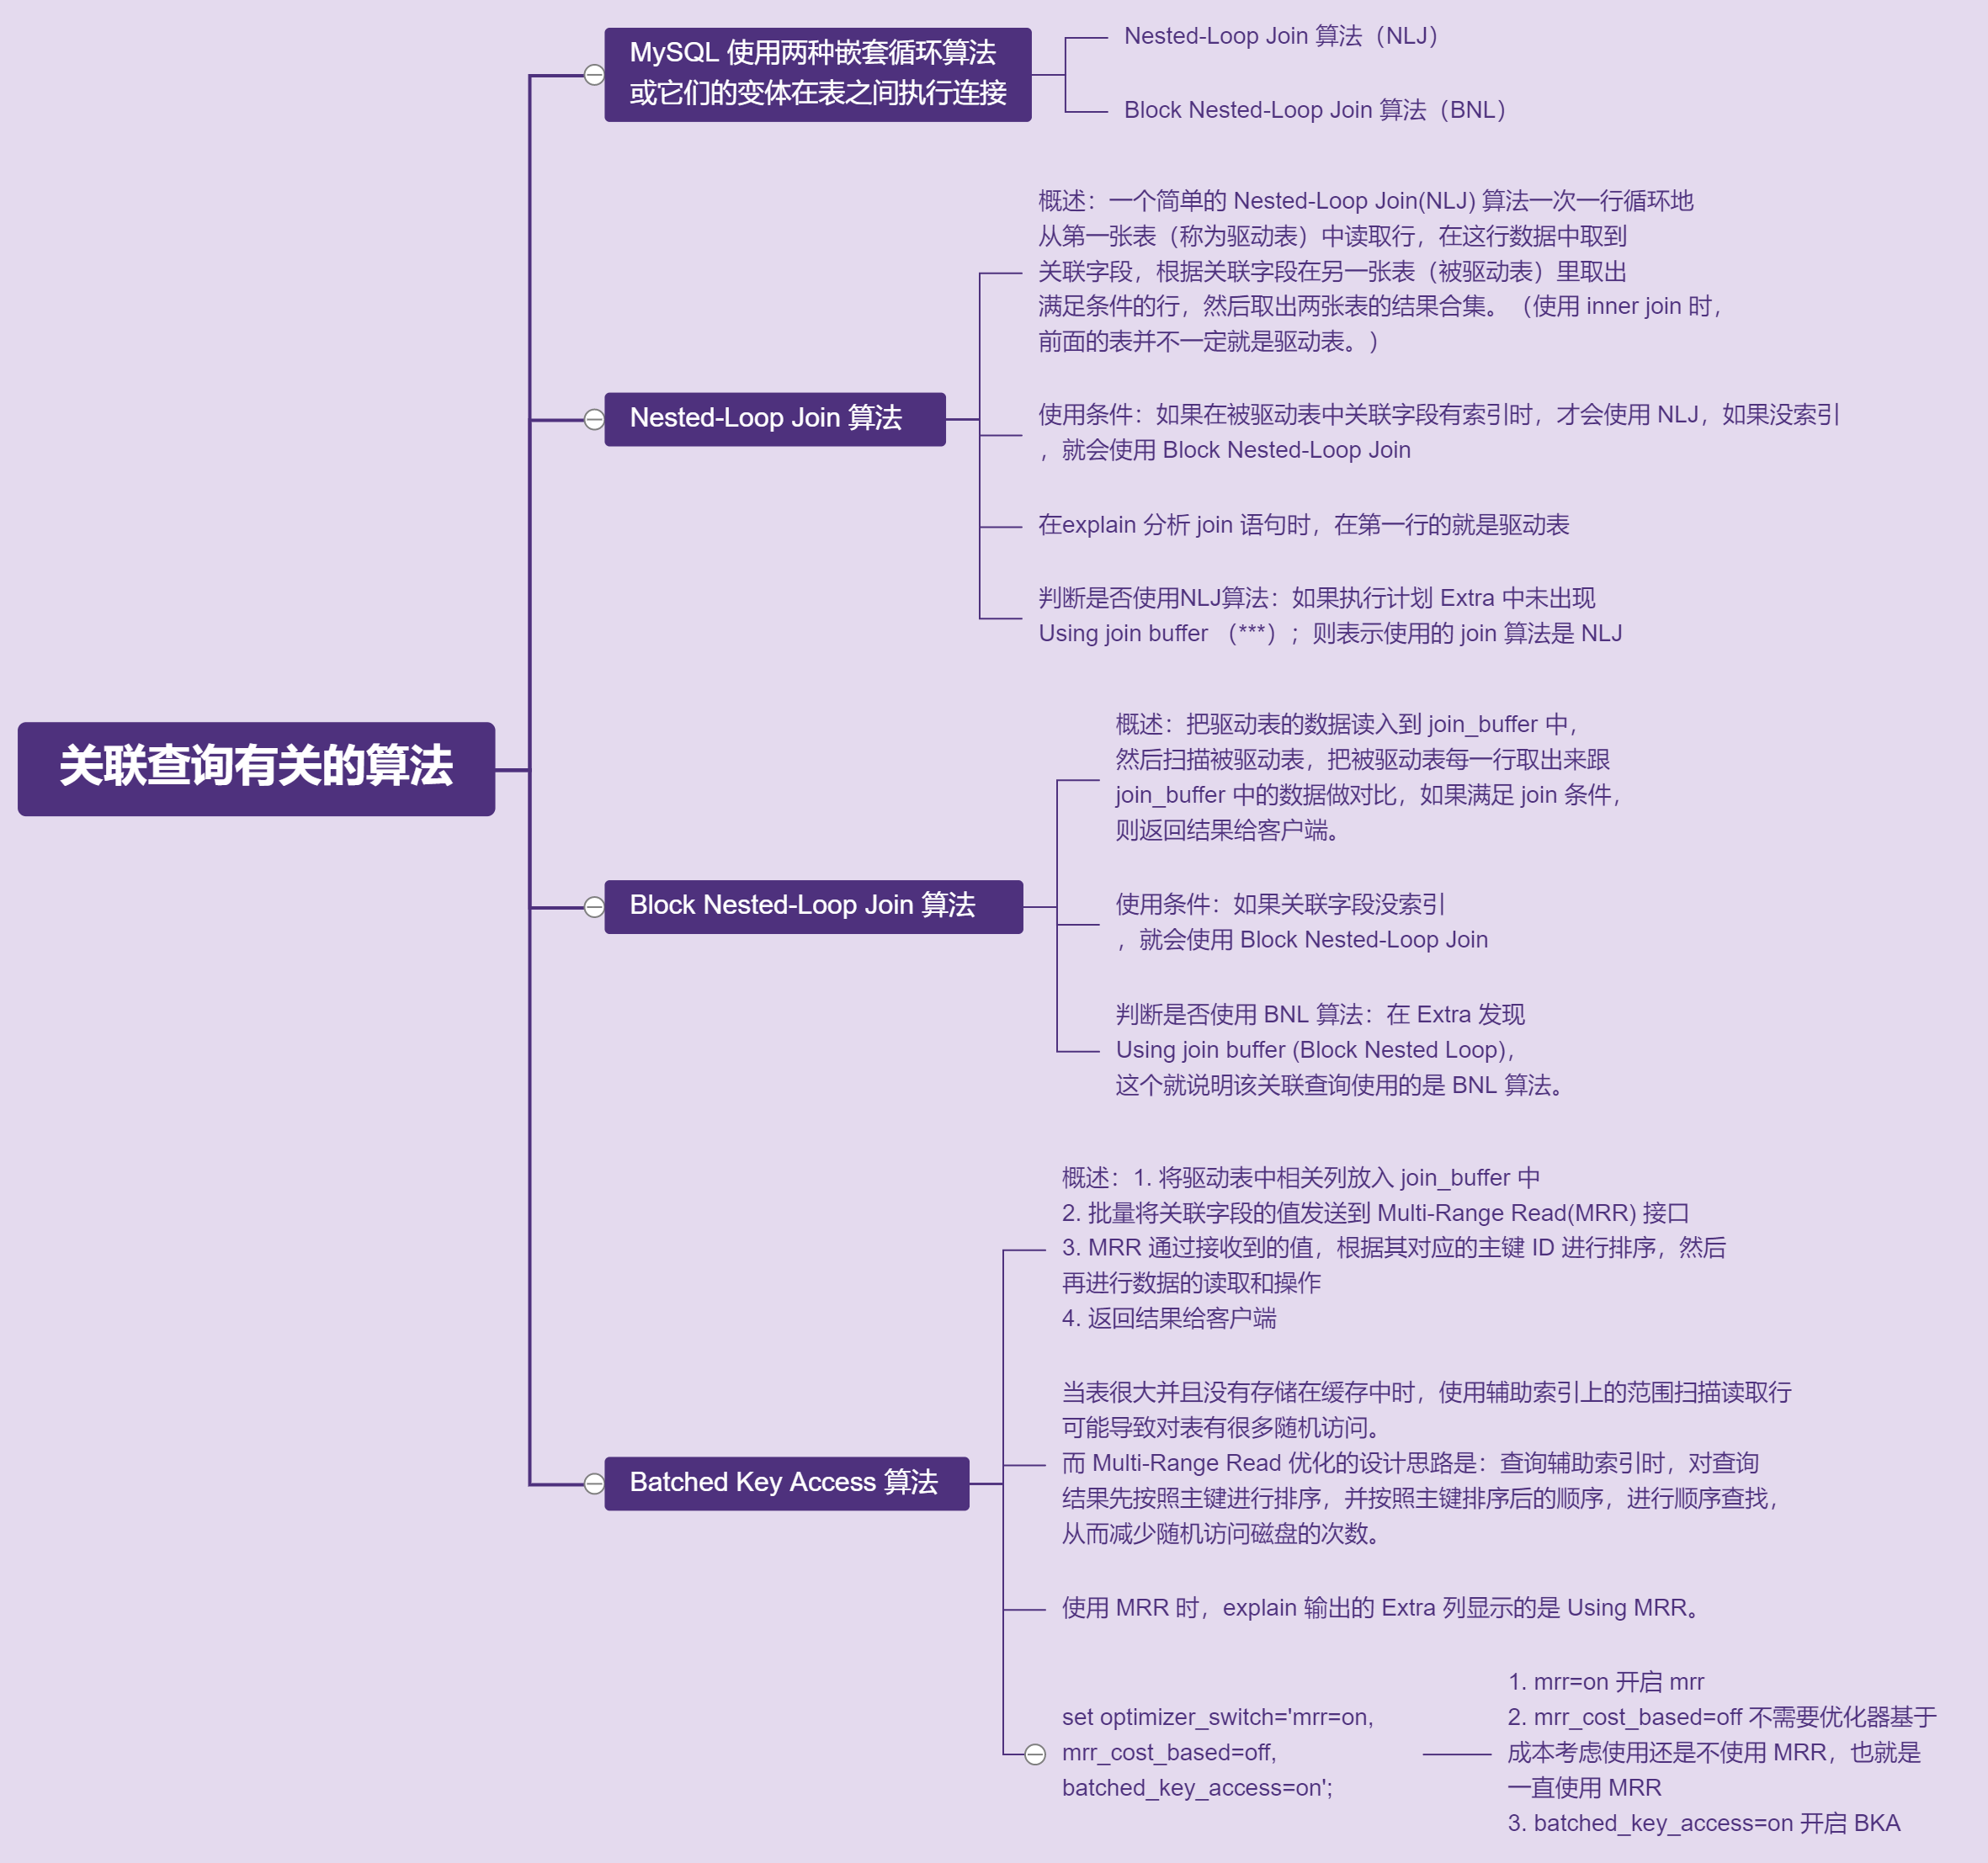 关联查询有关的算法
MySQL 使用两种嵌套循环算法
或它们的变体在表之间执行连接
Nested-Loop Join 算法（NLJ）
Block Nested-Loop Join 算法（BNL）
Nested-Loop Join 算法
概述：一个简单的 Nested-Loop Join(NLJ) 算法一次一行循环地
从第一张表（称为驱动表）中读取行，在这行数据中取到
关联字段，根据关联字段在另一张表（被驱动表）里取出
满足条件的行，然后取出两张表的结果合集。（使用 inner join 时，
前面的表并不一定就是驱动表。）
使用条件：如果在被驱动表中关联字段有索引时，才会使用 NLJ，如果没索引
，就会使用 Block Nested-Loop Join
在explain 分析 join 语句时，在第一行的就是驱动表
判断是否使用NLJ算法：如果执行计划 Extra 中未出现
Using join buffer （***）；则表示使用的 join 算法是 NLJ
Block Nested-Loop Join 算法
概述：把驱动表的数据读入到 join_buffer 中，
然后扫描被驱动表，把被驱动表每一行取出来跟
join_buffer 中的数据做对比，如果满足 join 条件，
则返回结果给客户端。
使用条件：如果关联字段没索引
，就会使用 Block Nested-Loop Join
判断是否使用 BNL 算法：在 Extra 发现
Using join buffer (Block Nested Loop)，
这个就说明该关联查询使用的是 BNL 算法。
Batched Key Access 算法
概述：1. 将驱动表中相关列放入 join_buffer 中
2. 批量将关联字段的值发送到 Multi-Range Read(MRR) 接口
3. MRR 通过接收到的值，根据其对应的主键 ID 进行排序，然后
再进行数据的读取和操作
4. 返回结果给客户端
当表很大并且没有存储在缓存中时，使用辅助索引上的范围扫描读取行
可能导致对表有很多随机访问。
而 Multi-Range Read 优化的设计思路是：查询辅助索引时，对查询
结果先按照主键进行排序，并按照主键排序后的顺序，进行顺序查找，
从而减少随机访问磁盘的次数。
使用 MRR 时，explain 输出的 Extra 列显示的是 Using MRR。
set optimizer_switch='mrr=on,
mrr_cost_based=off,
batched_key_access=on';
1. mrr=on 开启 mrr
2. mrr_cost_based=off 不需要优化器基于
成本考虑使用还是不使用 MRR，也就是
一直使用 MRR
3. batched_key_access=on 开启 BKA